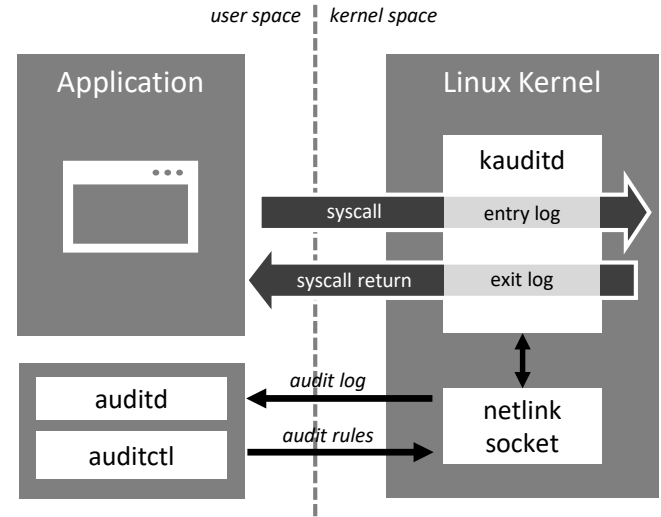 user space
kernel space
Application
Linux Kernel
kauditd
syscall
entry log
syscall return
exit log
audit log
auditd
netlink
socket
audit rules
auditctl